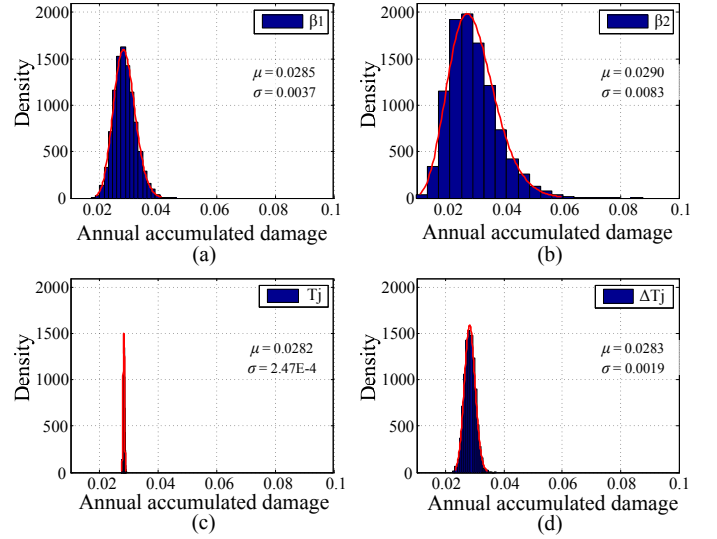 2000
1500
1000
500
0
Density
β1
μ = 0.0285
σ = 0.0037
0.02 0.04 0.06 0.08 0.1
Annual accumulated damage
(a)
2000
1500
1000
500
0
Density
β2
μ = 0.0290
σ = 0.0083
0.02 0.04 0.06 0.08 0.1
Annual accumulated damage
(b)
2000
1500
1000
500
0
Density
Tj
μ = 0.0282
σ = 2.47E-4
0.02 0.04 0.06 0.08 0.1
Annual accumulated damage
(c)
2000
1500
1000
500
0
Density
ΔTj
μ = 0.0283
σ = 0.0019
0.02 0.04 0.06 0.08 0.1
Annual accumulated damage
(d)